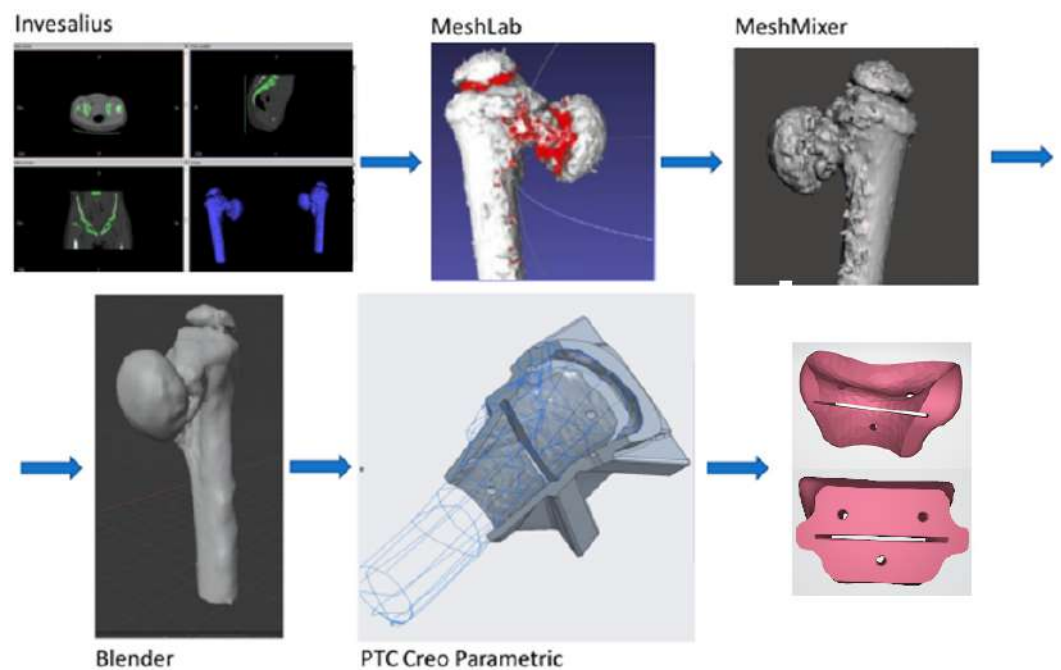 Invesalius
MeshLab
MeshMixer
Blender
PTC Creo Parametric